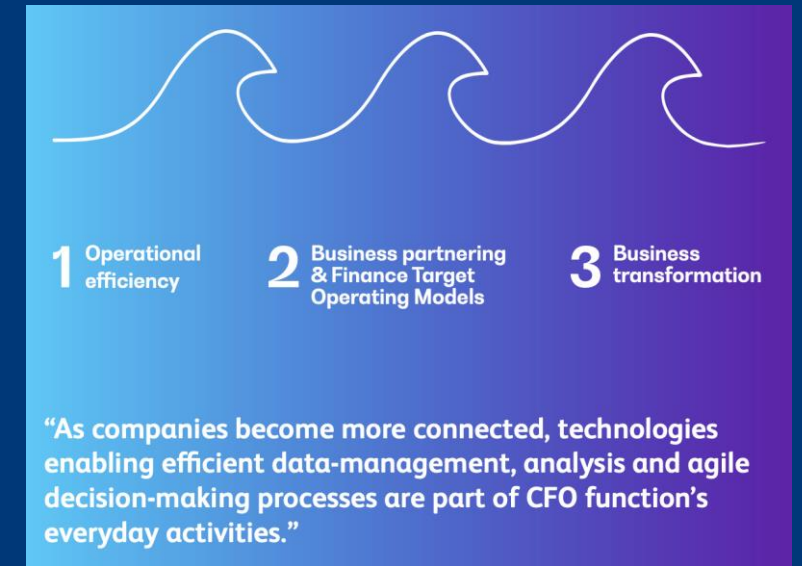 1 Operational
efficiency
2 Business partnering
& Finance Target
Operating Models
3 Business
transformation
“As companies become more connected, technologies
enabling efficient data-management, analysis and agile
decision-making processes are part of CFO function’s
everyday activities.”